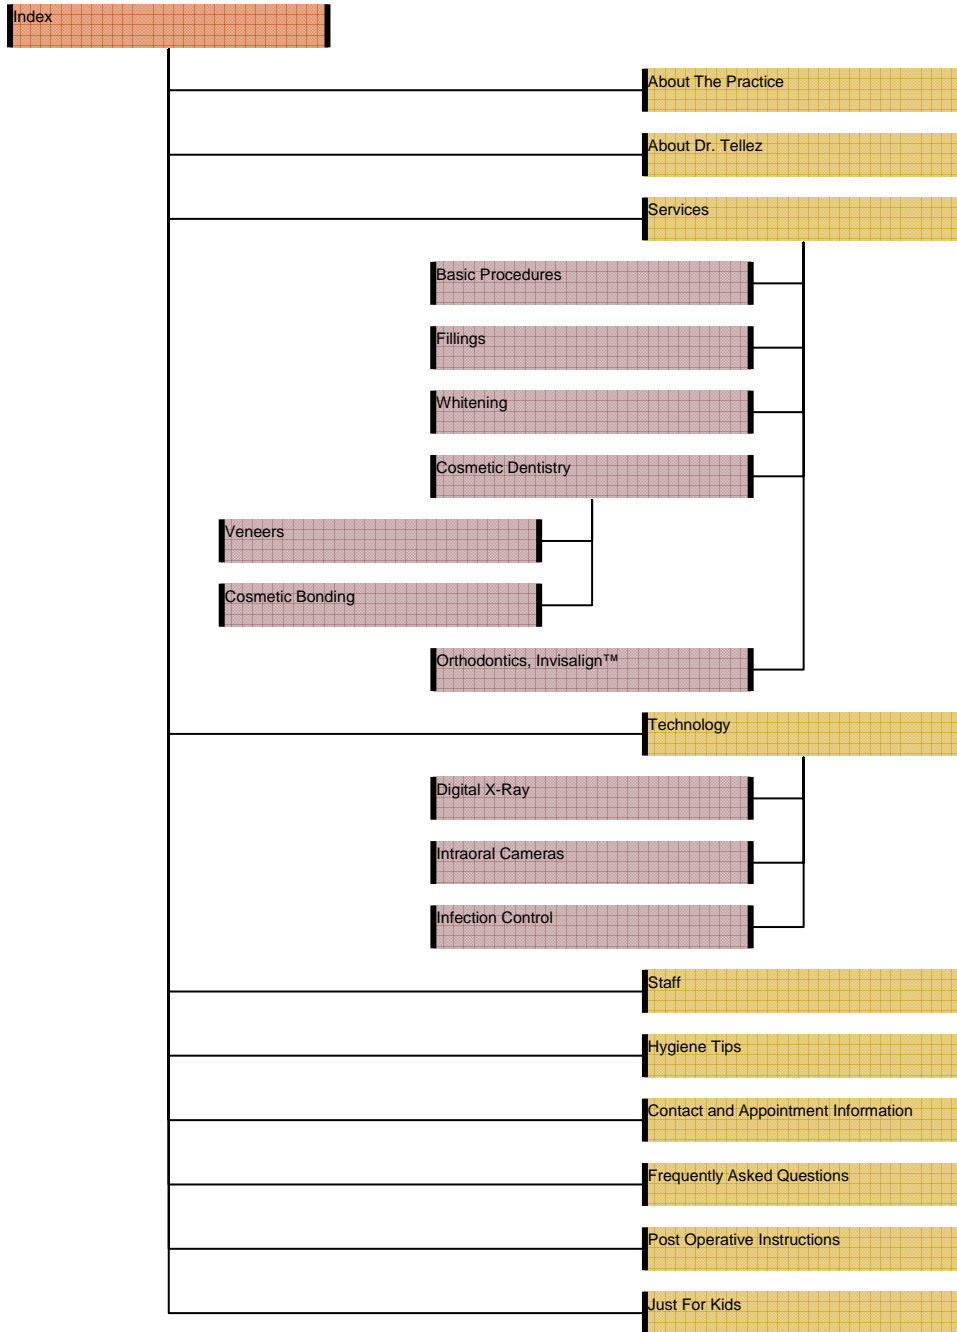 Index
About The Practice
About Dr. Tellez
Services
Basic Procedures
Fillings
Whitening
Cosmetic Dentistry
Veneers
Cosmetic Bonding
Orthodontics, Invisalign™
Technology
Digital X-Ray
Intraoral Cameras
Infection Control
Staff
Hygiene Tips
Contact and Appointment Information
Frequently Asked Questions
Post Operative Instructions
Just For Kids